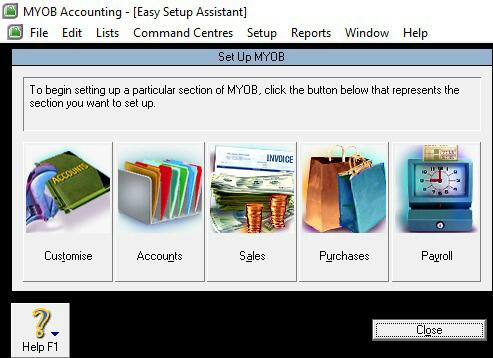 MYOB Accounting - [Easy Setup Assistant]
File Edit Lists Command Centres Setup Reports Window Help
Set Up MYOB
To begin setting up a particular section of MYOB, click the button below that represents the
section you want to set up.
ACCOUNTS
INVOICE
Customise Accounts Sales Purchases Payroll
Help F1
Close